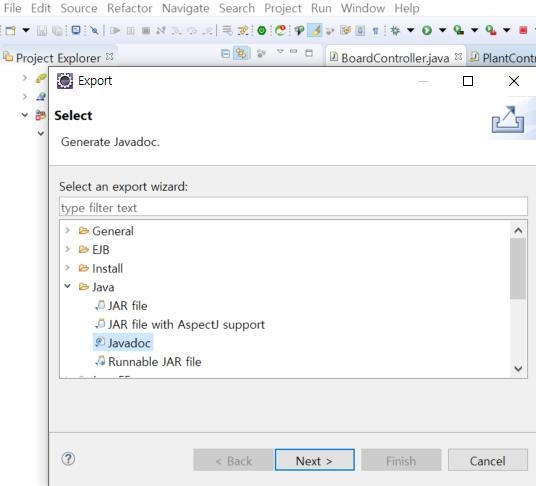 File Edit Source Refactor Navigate Search Project Run Window Help
Project Explorer
BoardController.java
PlantContr
Export
Select
Generate Javadoc.
Select an export wizard:
type filter text
General
EJB
Install
Java
JAR file
JAR file with AspectJ support
Javadoc
Runnable JAR file
< Back Next > Finish Cancel